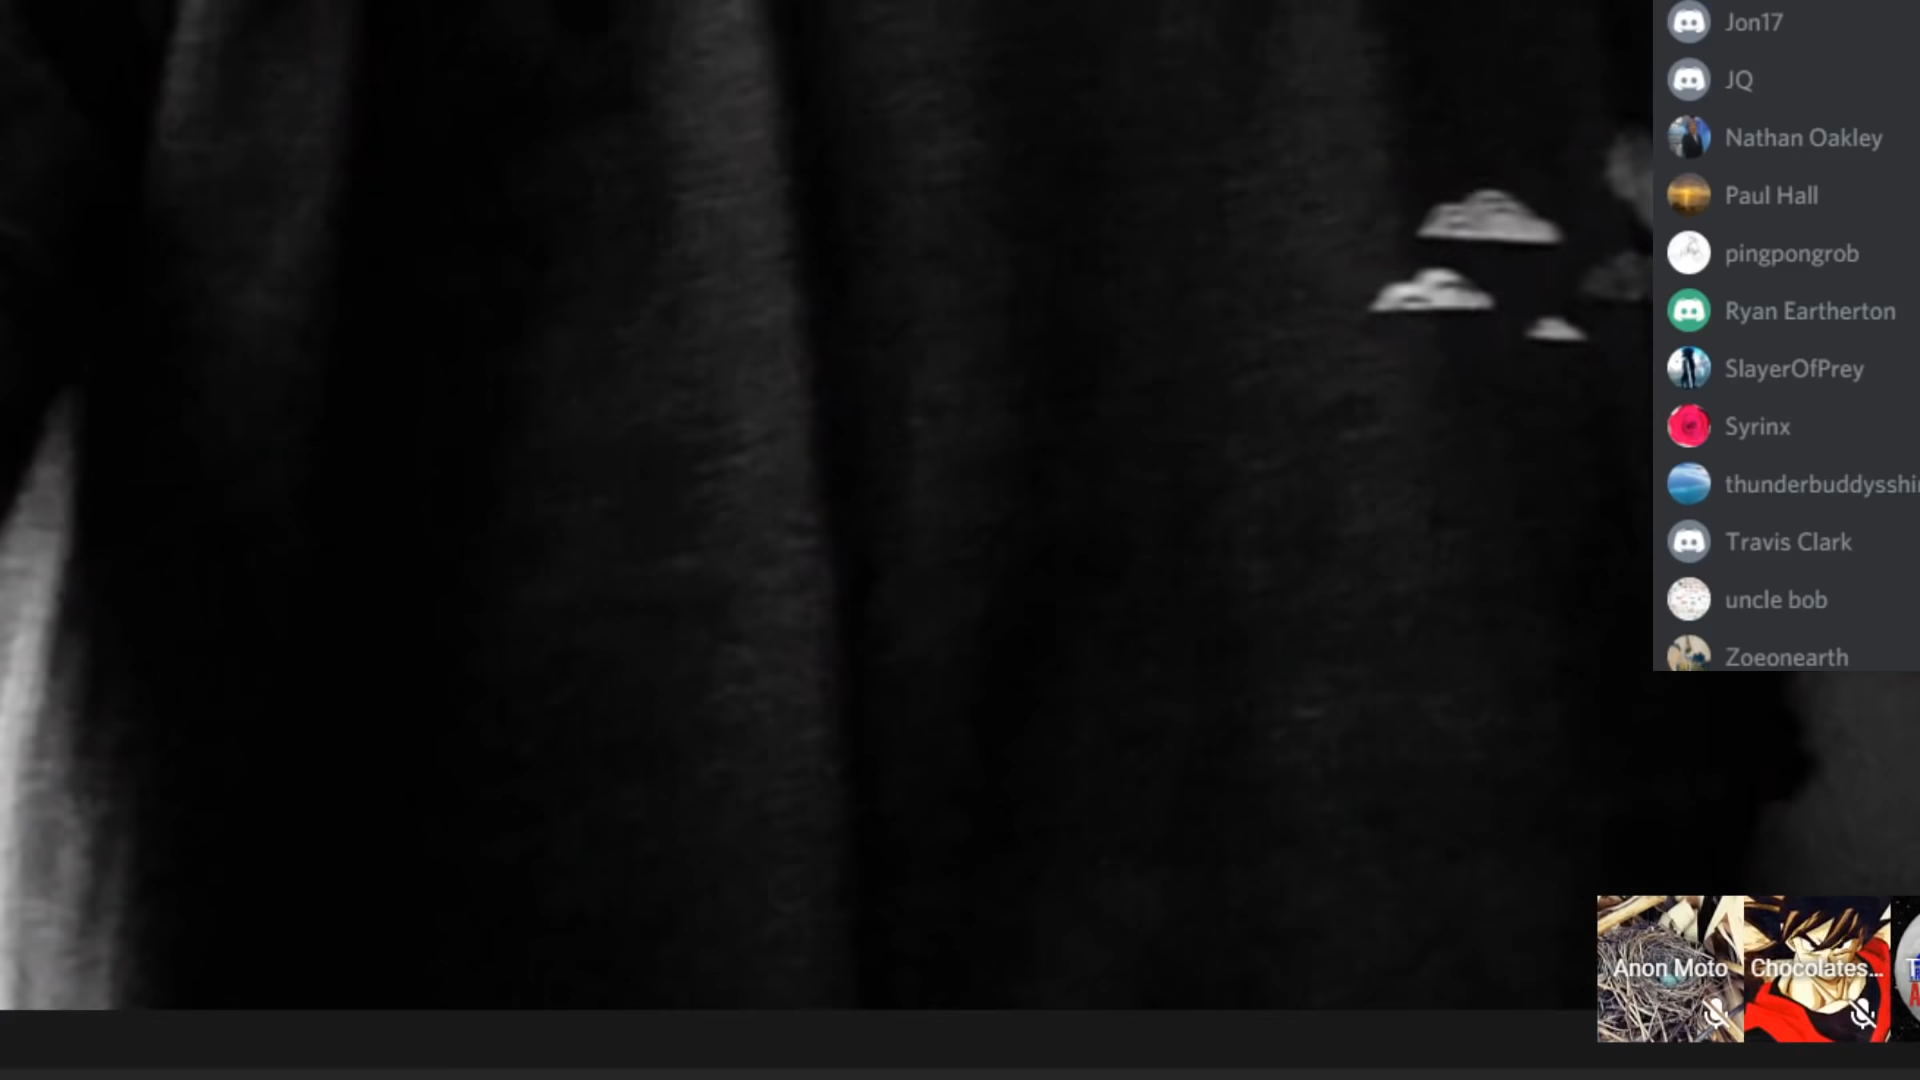 Jon17
JQ
Nathan Oakley
Paul Hall
pingpongrob
Ryan Eartherton
SlayerOfPrey
Syrinx
Travis Clark
uncle bob
Zoeonearth
Anon Moto
Chocolates...